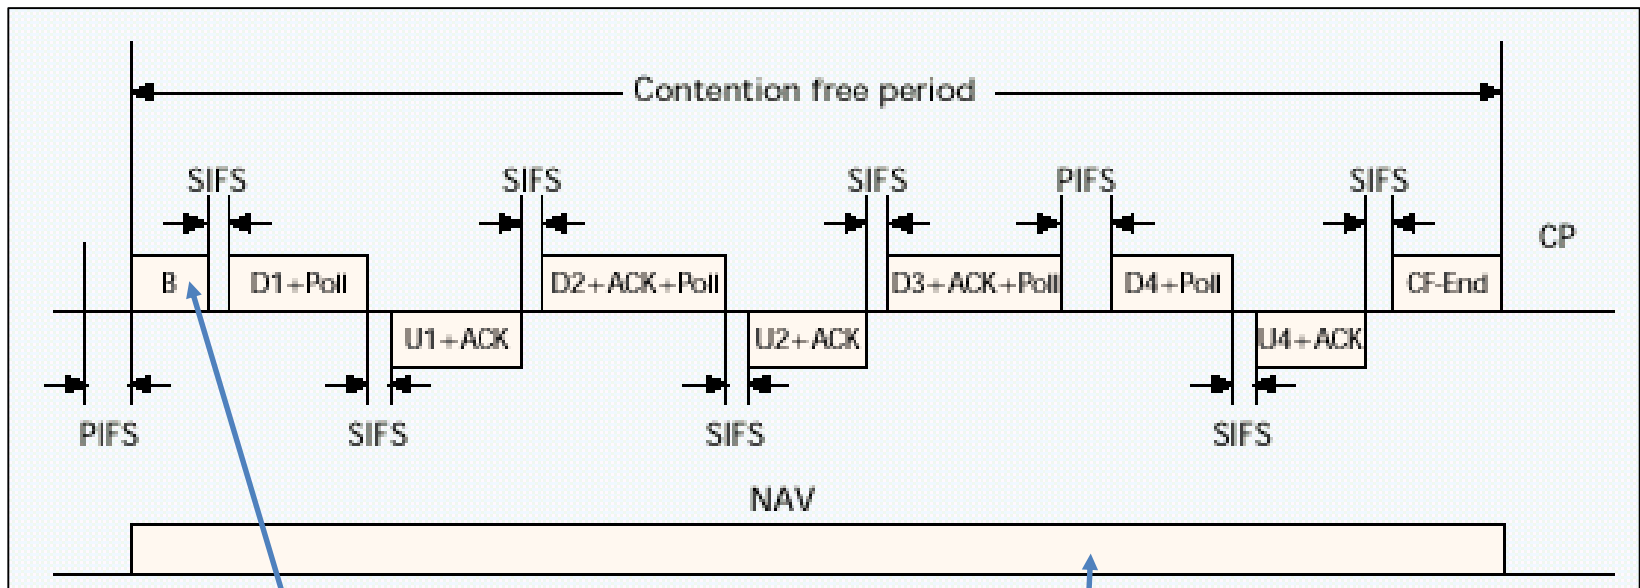 Contention free period
SIFS SIFS SIFS PIFS SIFS
CP
B D1+Poll D2+ACK+Poll D3+ACK+Poll D4+Poll CF-End
U1+ACK U2+ACK U4+ACK
PIFS SIFS SIFS SIFS
NAV